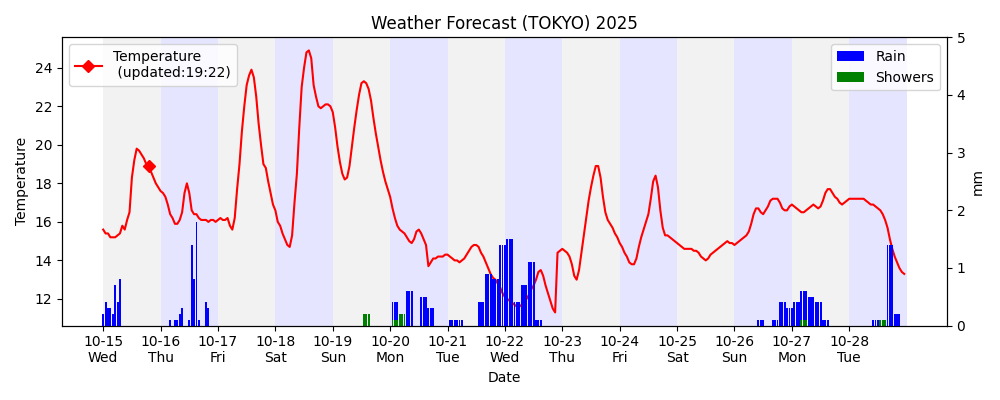 Weather Forecast (TOKYO) 2025
Temperature
(updated:19:22)
Rain
Showers
Temperature
24
22
20
18
16
14
12
5
4
3
2
1
0
mm
10-15 10-16 10-17 10-18 10-19 10-20 10-21 10-22 10-23 10-24 10-25 10-26 10-27 10-28
Wed Thu Fri Sat Sun Mon Tue Wed Thu Fri Sat Sun Mon Tue
Date